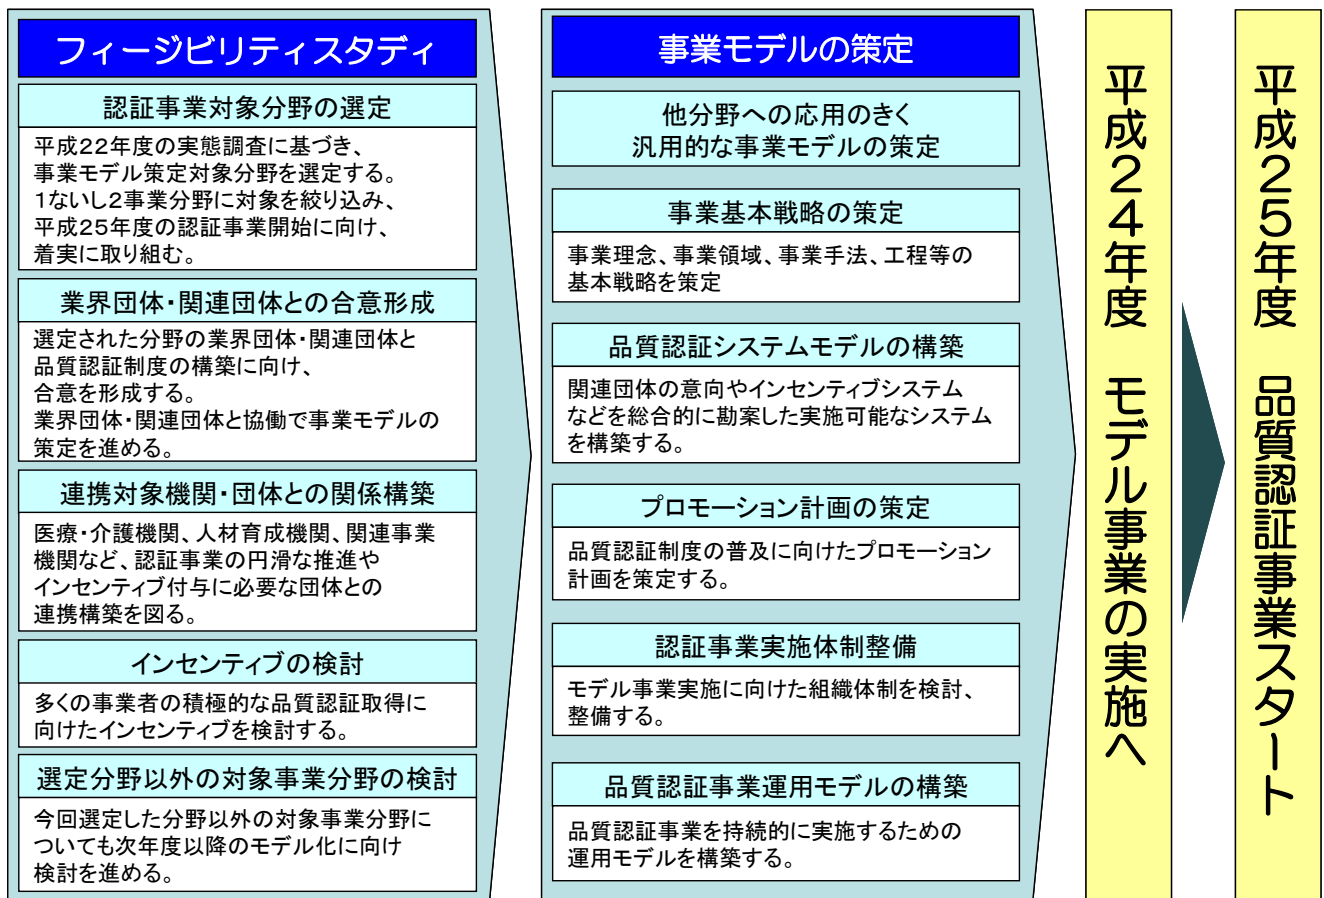 フィージビリティスタディ
認証事業対象分野の選定
平成22年度の実態調査に基づき、
事業モデル策定対象分野を選定する。
1ないし2事業分野に対象を絞り込み、
平成25年度の認証事業開始に向け、
着実に取り組む。
業界団体・関連団体との合意形成
選定された分野の業界団体・関連団体と
品質認証制度の構築に向け、
合意を形成する。
業界団体・関連団体と協働で事業モデルの
策定を進める。
連携対象機関・団体との関係構築
医療・介護機関、人材育成機関、関連事業
機関など、認証事業の円滑な推進や
インセンティブ付与に必要な団体との
連携構築を図る。
インセンティブの検討
多くの事業者の積極的な品質認証取得に
向けたインセンティブを検討する。
選定分野以外の対象事業分野の検討
今回選定した分野以外の対象事業分野に
ついても次年度以降のモデル化に向け
検討を進める。
事業モデルの策定
他分野への応用のきく
汎用的な事業モデルの策定
事業基本戦略の策定
事業理念、事業領域、事業手法、工程等の
基本戦略を策定
品質認証システムモデルの構築
関連団体の意向やインセンティブシステム
などを総合的に勘案した実施可能なシステム
を構築する。
プロモーション計画の策定
品質認証制度の普及に向けたプロモーション
計画を策定する。
認証事業実施体制整備
モデル事業実施に向けた組織体制を検討、
整備する。
品質認証事業運用モデルの構築
品質認証事業を持続的に実施するための
運用モデルを構築する。
平成24年度 モデル事業の実施へ
平成25年度 品質認証事業スタート